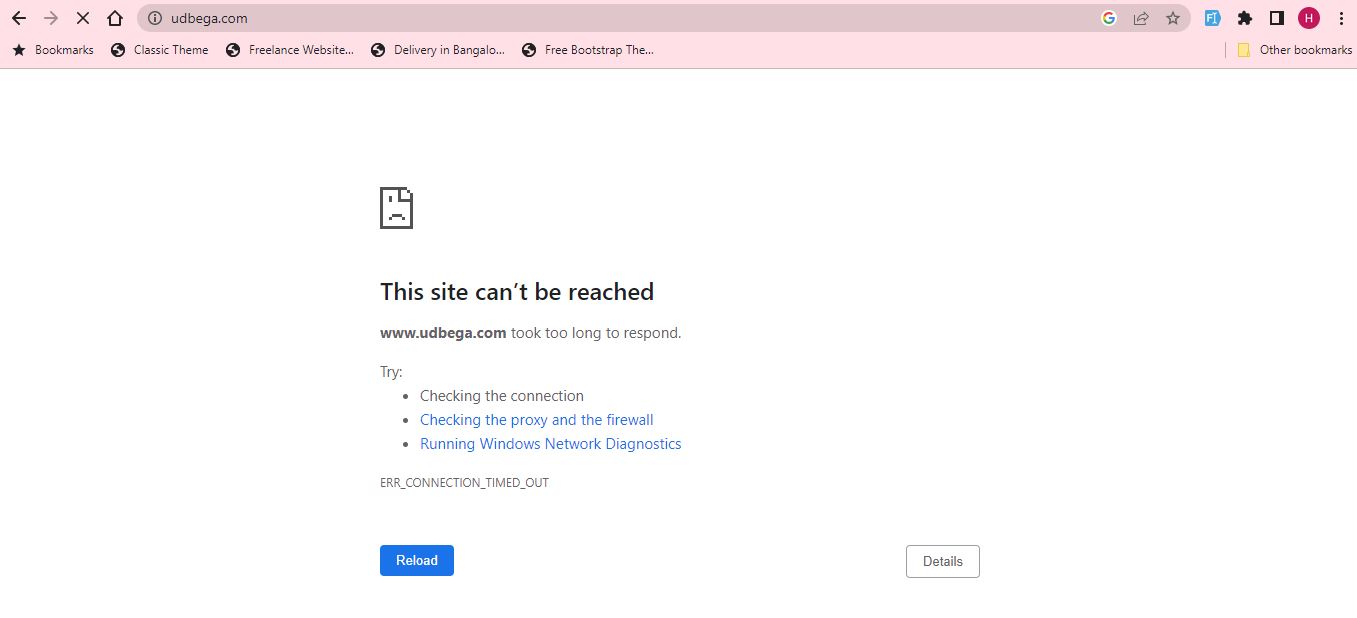 udbega.com
H
Bookmarks Classic Theme Freelance Website... Delivery in Bangalo... Free Bootstrap The... Other bookmarks
This site can't be reached
www.udbega.com took too long to respond.
Try:
• Checking the connection
• Checking the proxy and the firewall
• Running Windows Network Diagnostics
ERR_CONNECTION_TIMED_OUT
Reload Details